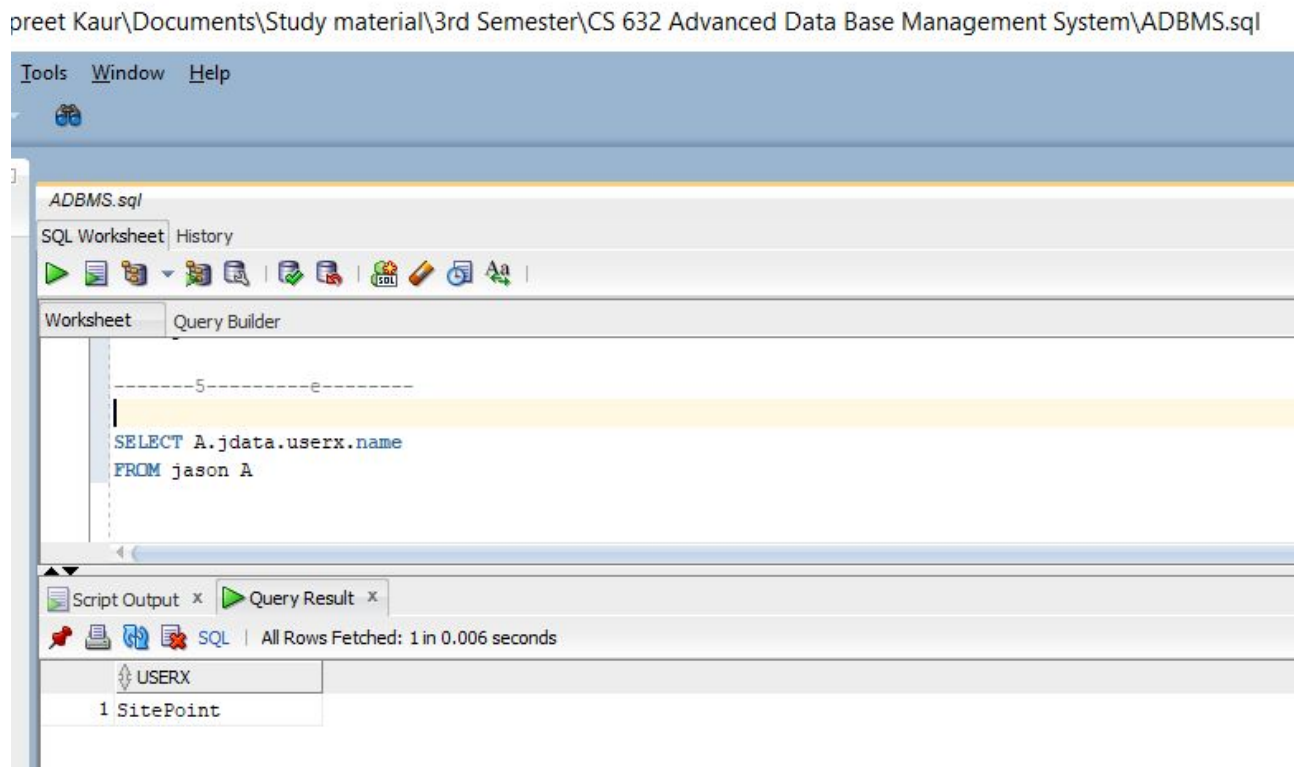 preet Kaur\Documents\Study material\3rd Semester\CS 632 Advanced Data Base Management System\ADBMS.sql
Tools Window Help
ADBMS.sql
SQL Worksheet History
Worksheet Query Builder
-------5---------e--------
SELECT A.jdata.userx.name
FROM jason A
Script Output x Query Result x
SQL | All Rows Fetched: 1 in 0.006 seconds
USERX
1 SitePoint